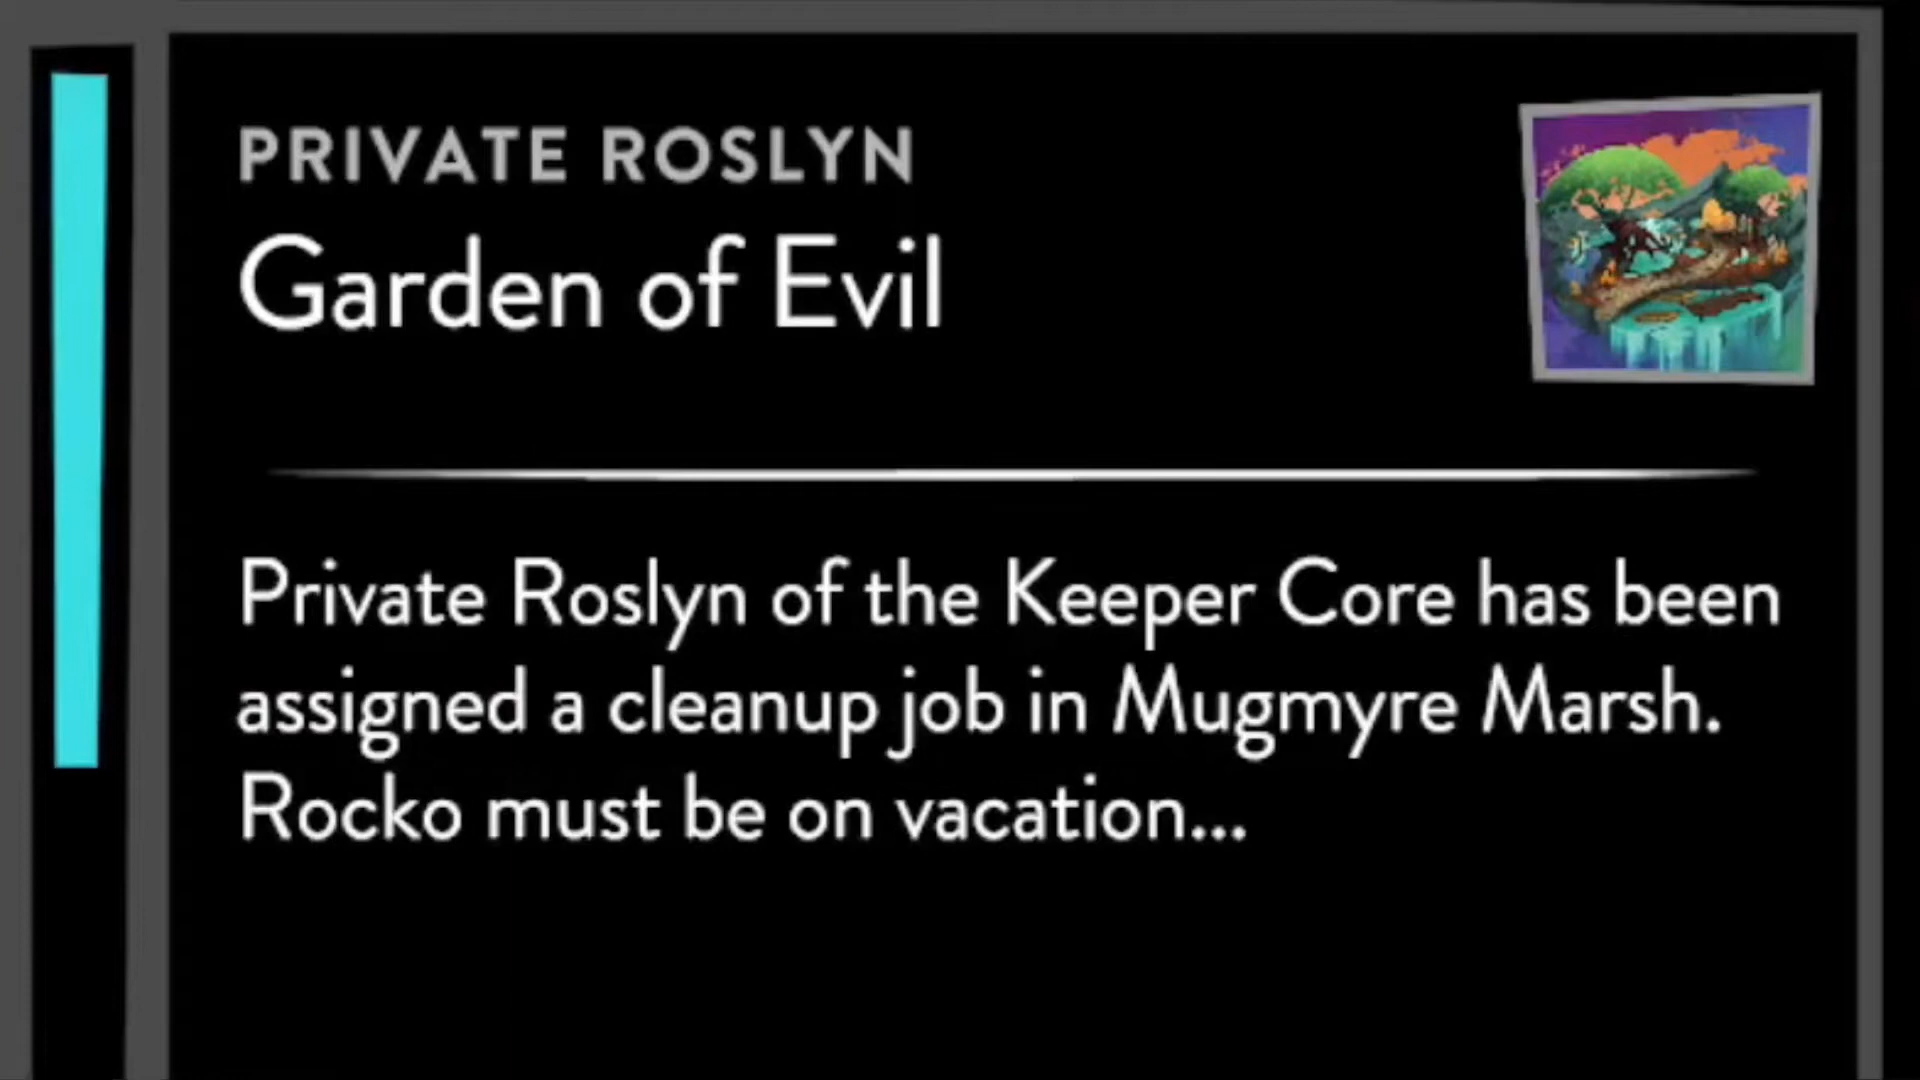 PRIVATE ROSLYN
Garden of Evil
Private Roslyn of the Keeper Core has been
assigned a cleanup job in Mugmyre Marsh.
Rocko must be on vacation...